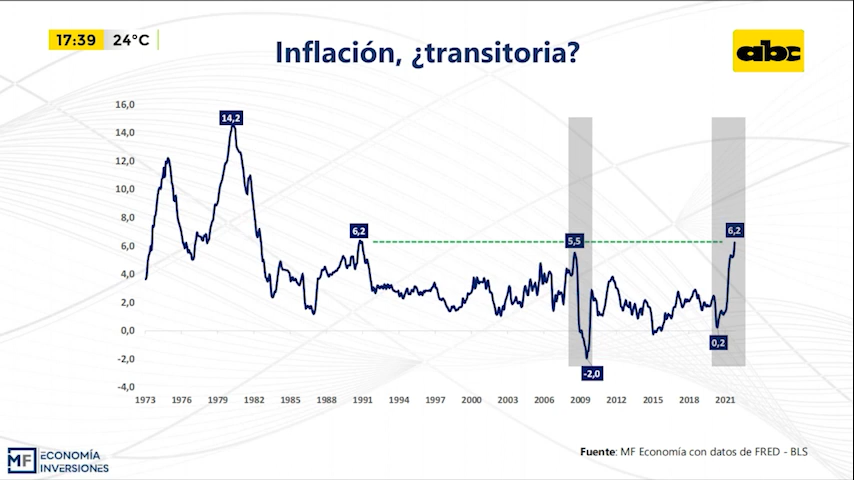 17:39 24°C
Inflación, ¿transitoria?
abc
16,0
14,0
12,0
10,0
8,0
6,0
4,0
2,0
0,0
-2,0
-4,0
14,2
6,2
5,5
-2,0
0,2
6,2
1973 1976 1979 1982 1985 1988 1991 1994 1997 2000 2003 2006 2009 2012 2015 2018 2021
MF ECONOMÍA
INVERSIONES
Fuente: MF Economía con datos de FRED - BLS